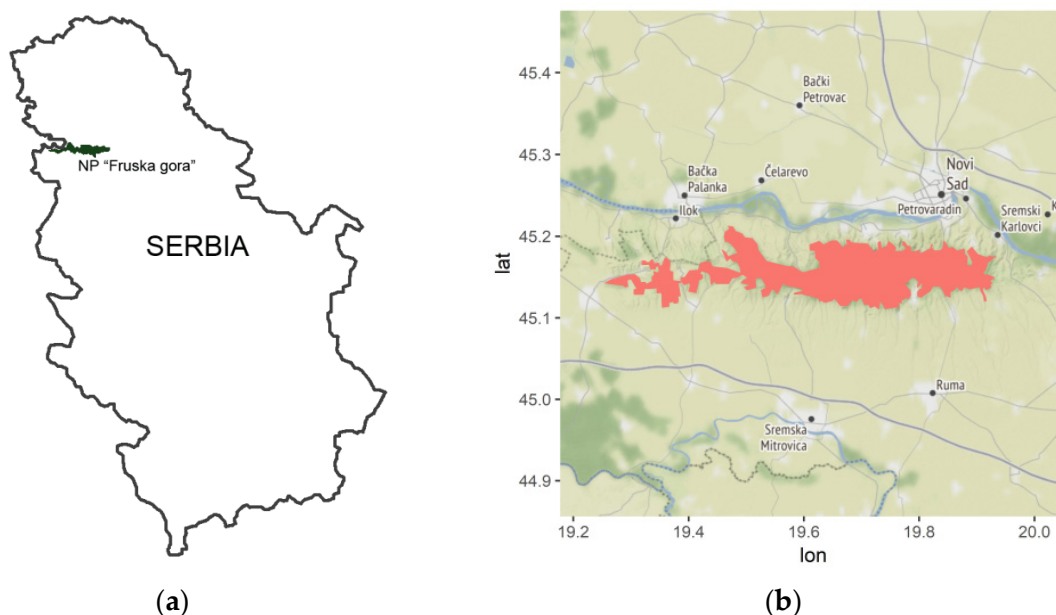 NP “Fruska gora”
SERBIA
(a)
lat
45.4
45.3
45.2
45.1
45.0
44.9
Bački
Petrovac
Bačka
Palanka
Čelarevo
Ilok
Novi
Sad
Petrovaradin
Sremski
Karlovci
K
Ruma
Sremska
Mitrovica
19.2
19.4
19.6
19.8
20.0
lon
(b)